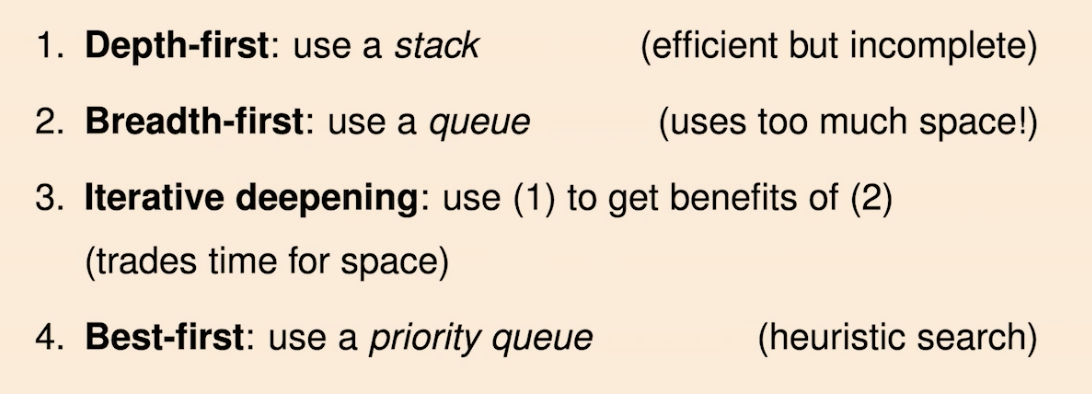 1. Depth-first: use a stack (efficient but incomplete)
2. Breadth-first: use a queue (uses too much space!)
3. Iterative deepening: use (1) to get benefits of (2)
(trades time for space)
4. Best-first: use a priority queue (heuristic search)